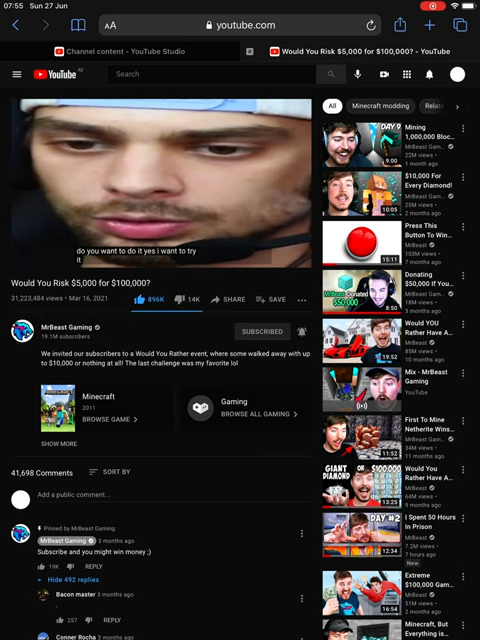 07:55 Sun 27 Jun
AA youtube.com
Channel content - YouTube Studio
Would You Risk $5,000 for $100,000? - YouTube
YouTube AE
Search
do you want to do it yes i want to try
it
Would You Risk $5,000 for $100,000?
31,223,484 views • Mar 16, 2021
896K 14K SHARE SAVE
MrBeast Gaming
19.1M subscribers
SUBSCRIBED
We invited our subscribers to a Would You Rather event, where some walked away with up
to $10,000 or nothing at all! The last challenge was my favorite lol
Minecraft
2011
BROWSE GAME
Gaming
BROWSE ALL GAMING
SHOW MORE
41,698 Comments SORT BY
Add a public comment...
Pinned by MrBeast Gaming
MrBeast Gaming 3 months ago
Subscribe and you might win money ;)
19K REPLY
Hide 492 replies
Bacon master 3 months ago
.
257 REPLY
Conner Rocha 3 months ago
All Minecraft modding Relate
DAY 9
9:00
Mining
1,000,000 Bloc...
MrBeast Gam...
22M views •
1 month ago
10:05
$10,000 For
Every Diamond!
MrBeast Gam...
25M views •
2 months ago
15:11
Press This
Button To Win...
MrBeast
103M views •
7 months ago
MrBeast Donated
$50,000
8:50
Donating
$50,000 If You...
MrBeast Gam...
18M views •
3 months ago
19:52
Would YOU
Rather Have A...
MrBeast
85M views •
10 months ago
Mix - MrBeast
Gaming
YouTube
11:52
First To Mine
Netherite Wins...
MrBeast Gam...
34M views •
11 months ago
GIANT DIAMOND OR $100,000
13:25
Would You
Rather Have A...
MrBeast
64M views •
9 months ago
DAY #2
12:34
I Spent 50 Hours
In Prison
MrBeast
7.2M views •
7 hours ago
New
16:54
Extreme
$100,000 Gam...
MrBeast
51M views •
2 months ago
Minecraft, But
Everything is...